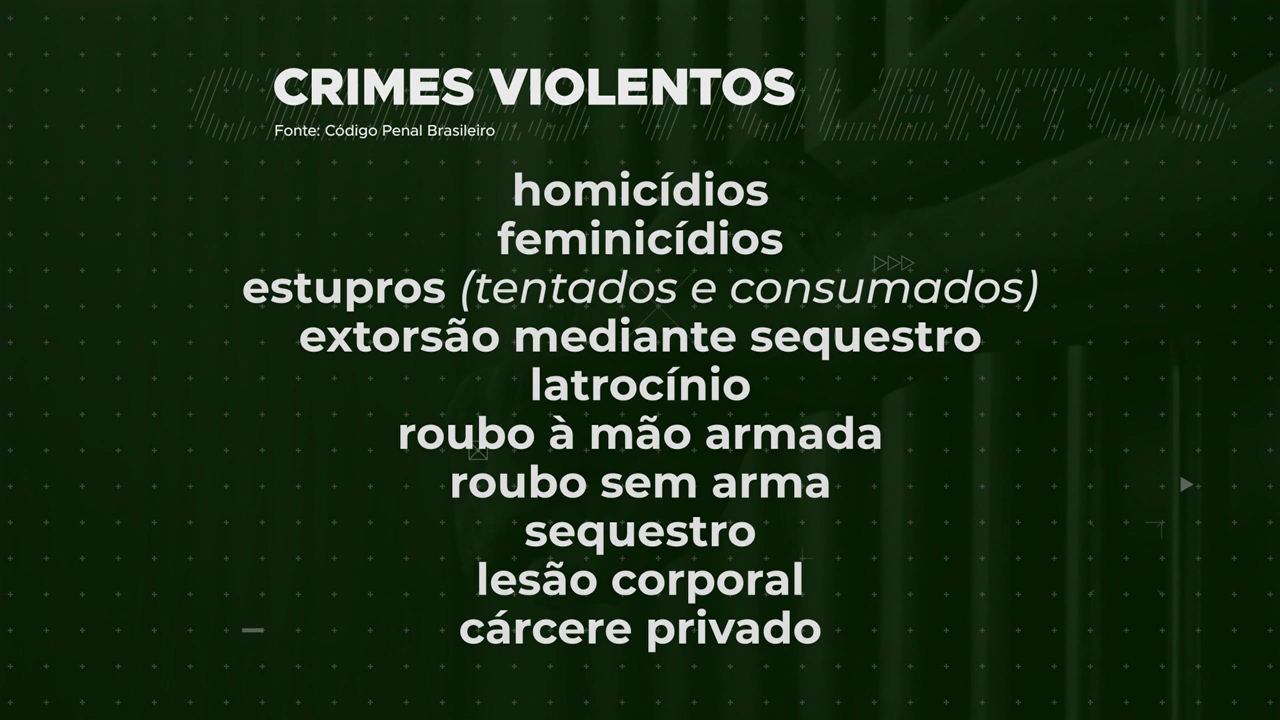 CRIMES VIOLENTOS
Fonte: Código Penal Brasileiro
homicídios
feminicídios
estupros (tentados e consumados)
extorsão mediante sequestro
latrocínio
roubo à mão armada
roubo sem arma
sequestro
lesão corporal
cárcere privado